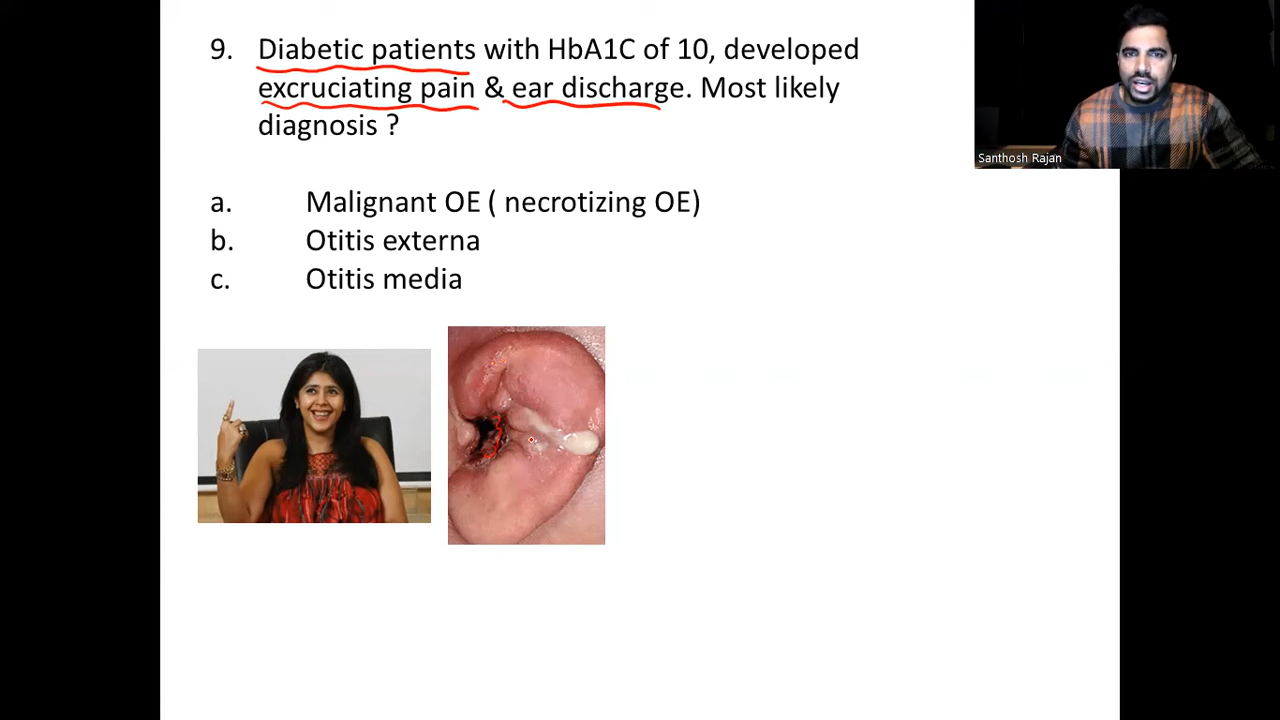 9. Diabetic patients with HbA1C of 10, developed
excruciating pain & ear discharge. Most likely
diagnosis ?
a. Malignant OE ( necrotizing OE)
b. Otitis externa
c. Otitis media
Santhosh Rajan